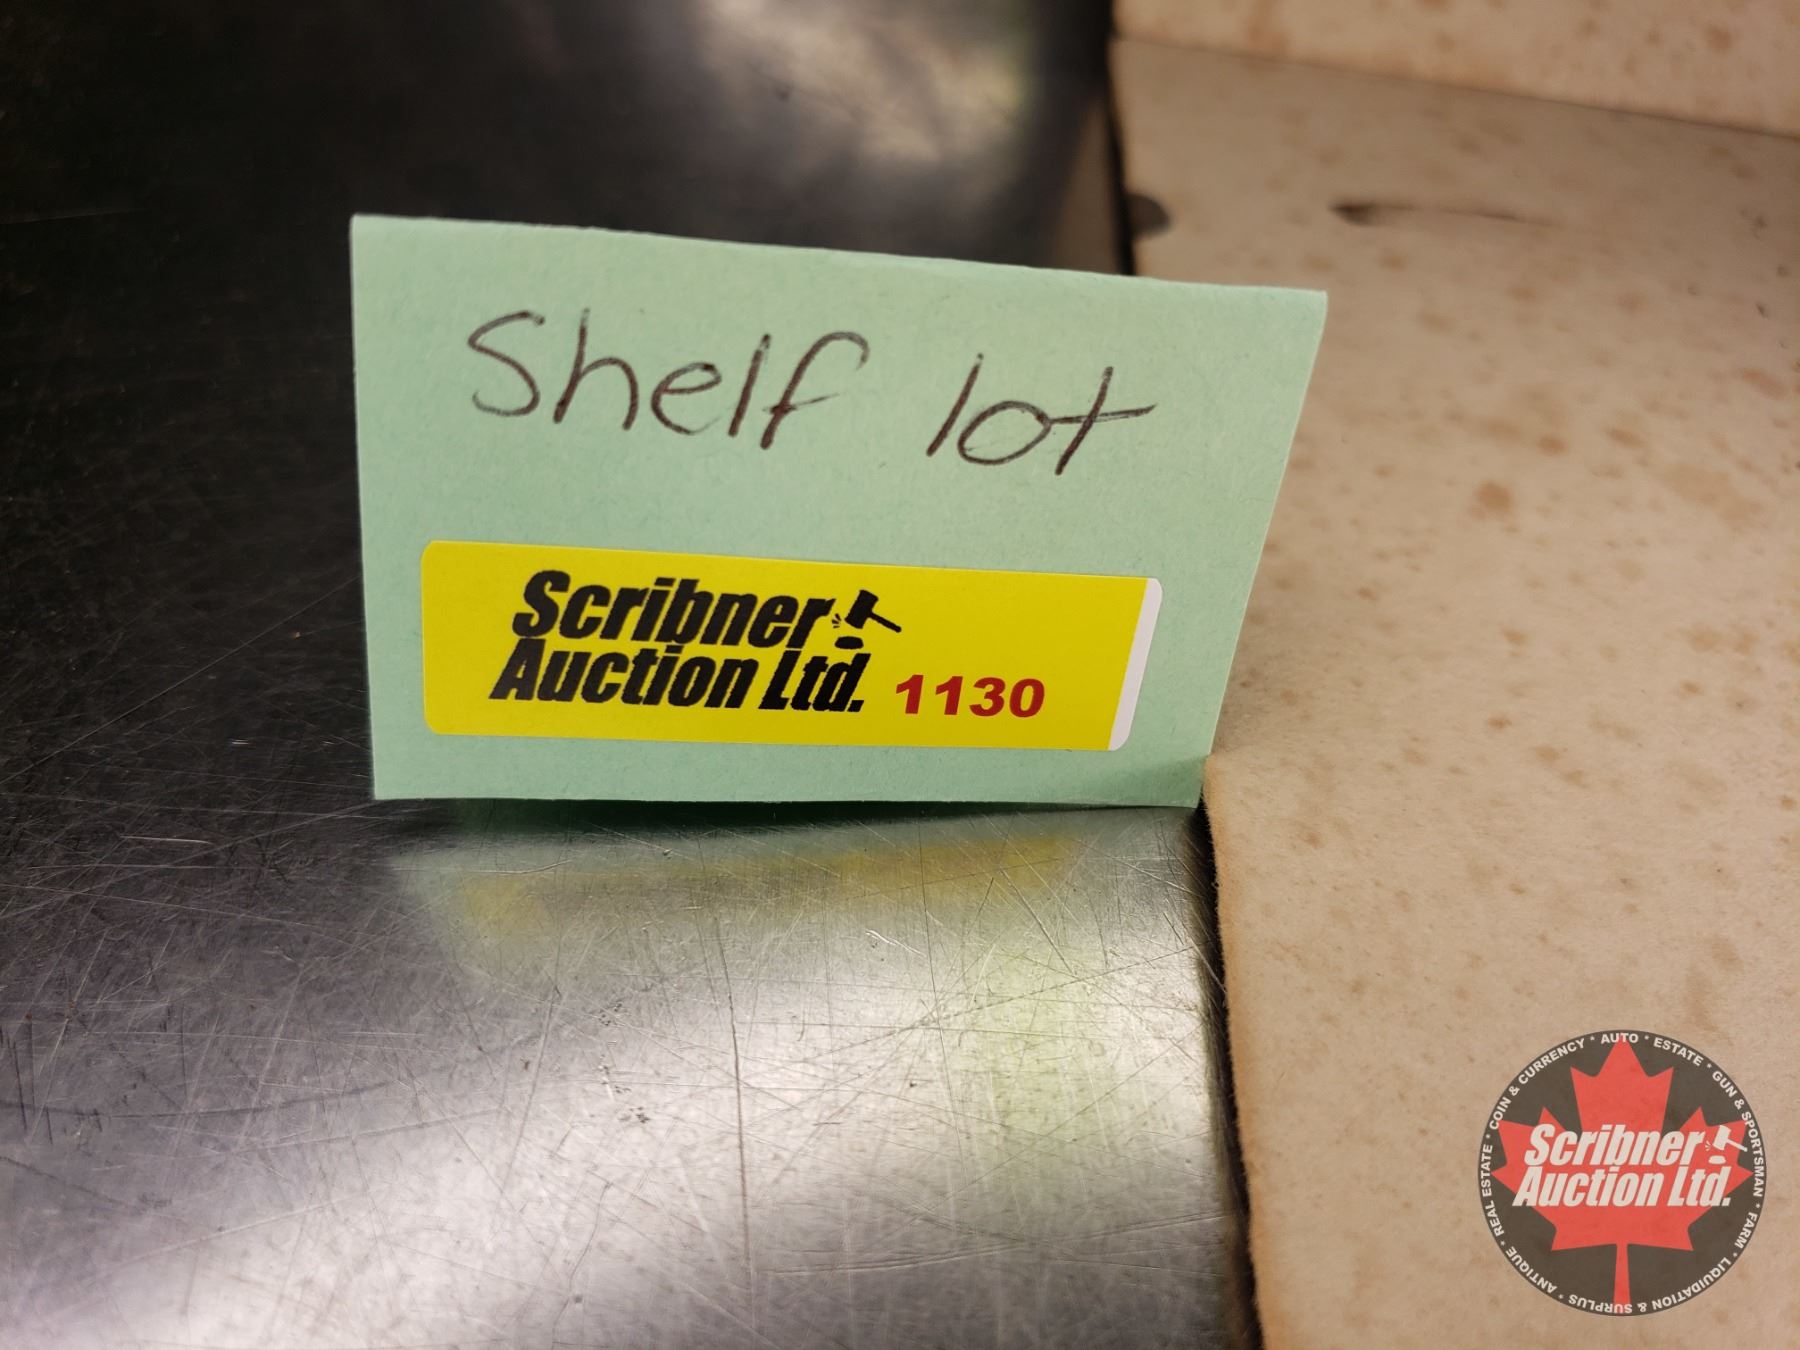 Shelf lot
Scribner
Auction Ltd. 1130
ANTIQUE * REAL ESTATE * COIN & CURRENCY * AUTO * ESTATE * GUN & SPORTSMAN * FARM * LIQUIDATION & SURPLUS *
Scribner
Auction Ltd.